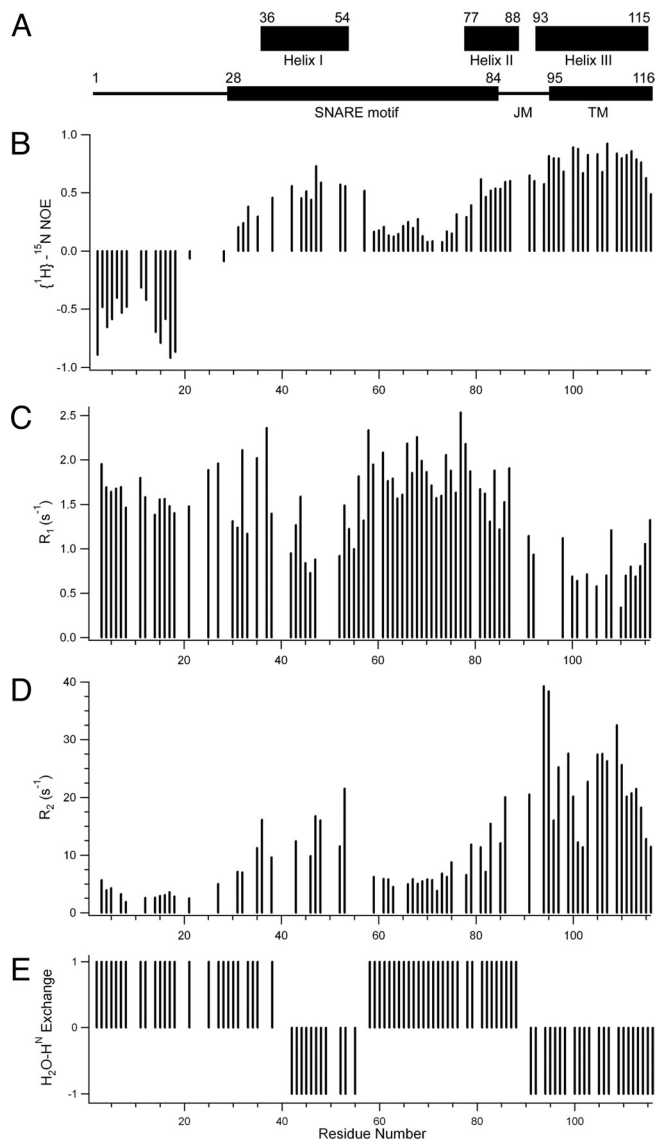 A
36 54 77 88 93 115
Helix I Helix II Helix III
1 28 84 95 116
SNARE motif JM TM
B
1.0
0.5
0.0
-0.5
-1.0
{¹H} - ¹⁵N NOE
20 40 60 80 100
C
2.5
2.0
1.5
1.0
0.5
0.0
R₁ (s⁻¹)
20 40 60 80 100
D
40
30
20
10
0
R₂ (s⁻¹)
20 40 60 80 100
E
1
0
-1
H₂O-Hᴺ Exchange
20 40 60 80 100
Residue Number